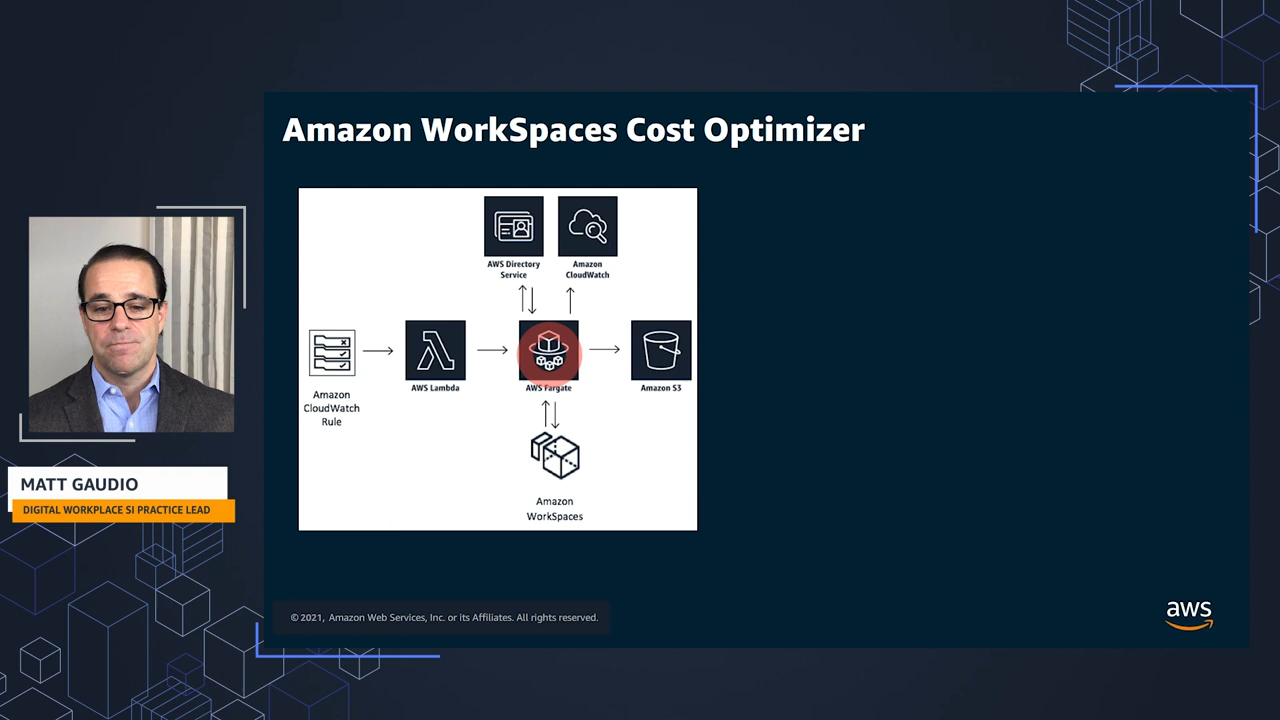 Amazon WorkSpaces Cost Optimizer
AWS Directory
Service
Amazon
CloudWatch
Amazon
CloudWatch
Rule
AWS Lambda
AWS Fargate
Amazon S3
Amazon
WorkSpaces
MATT GAUDIO
DIGITAL WORKPLACE SI PRACTICE LEAD
© 2021, Amazon Web Services, Inc. or its Affiliates. All rights reserved.
aws